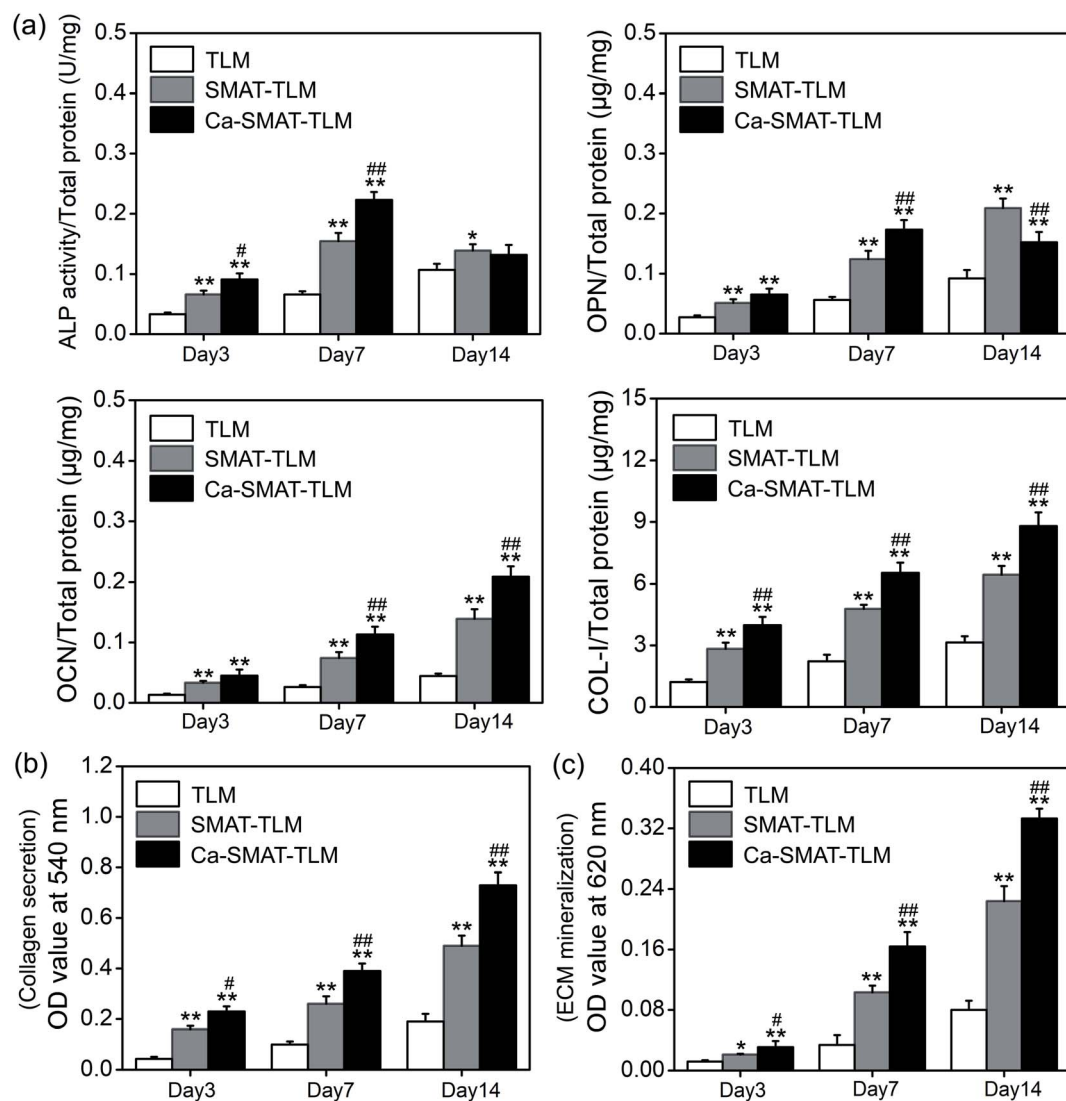 (a)
ALP activity/Total protein (U/mg)
0.5
0.4
0.3
0.2
0.1
0.0
TLM
SMAT-TLM
Ca-SMAT-TLM
**
#
**
**
##
**
*
Day3 Day7 Day14
OPN/Total protein (μg/mg)
0.5
0.4
0.3
0.2
0.1
0.0
TLM
SMAT-TLM
Ca-SMAT-TLM
**
**
**
##
**
**
##
**
Day3 Day7 Day14
OCN/Total protein (μg/mg)
0.5
0.4
0.3
0.2
0.1
0.0
TLM
SMAT-TLM
Ca-SMAT-TLM
**
**
**
##
**
**
##
**
Day3 Day7 Day14
COL-I/Total protein (μg/mg)
15
12
9
6
3
0
TLM
SMAT-TLM
Ca-SMAT-TLM
**
##
**
**
##
**
**
##
**
Day3 Day7 Day14
(b)
(Collagen secretion)
OD value at 540 nm
1.2
1.0
0.8
0.6
0.4
0.2
0.0
TLM
SMAT-TLM
Ca-SMAT-TLM
**
#
**
**
##
**
**
##
**
Day3 Day7 Day14
(c)
(ECM mineralization)
OD value at 620 nm
0.40
0.32
0.24
0.16
0.08
0.00
TLM
SMAT-TLM
Ca-SMAT-TLM
*
#
**
**
##
**
**
##
**
Day3 Day7 Day14